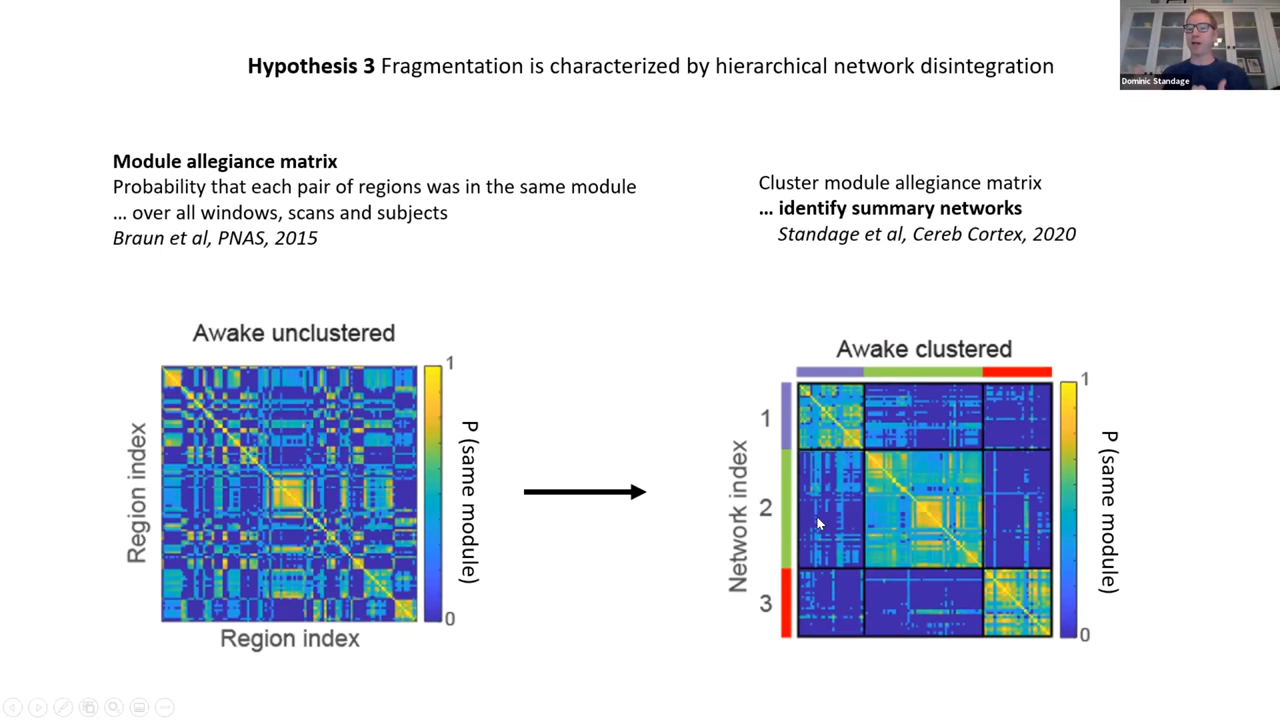 Hypothesis 3 Fragmentation is characterized by hierarchical network disintegration
Dominic Standage
Module allegiance matrix
Probability that each pair of regions was in the same module
... over all windows, scans and subjects
Braun et al, PNAS, 2015
Cluster module allegiance matrix
... identify summary networks
Standage et al, Cereb Cortex, 2020
Awake unclustered
Region index
Region index
1
P (same module)
0
Awake clustered
Network index
1
2
3
1
P (same module)
0